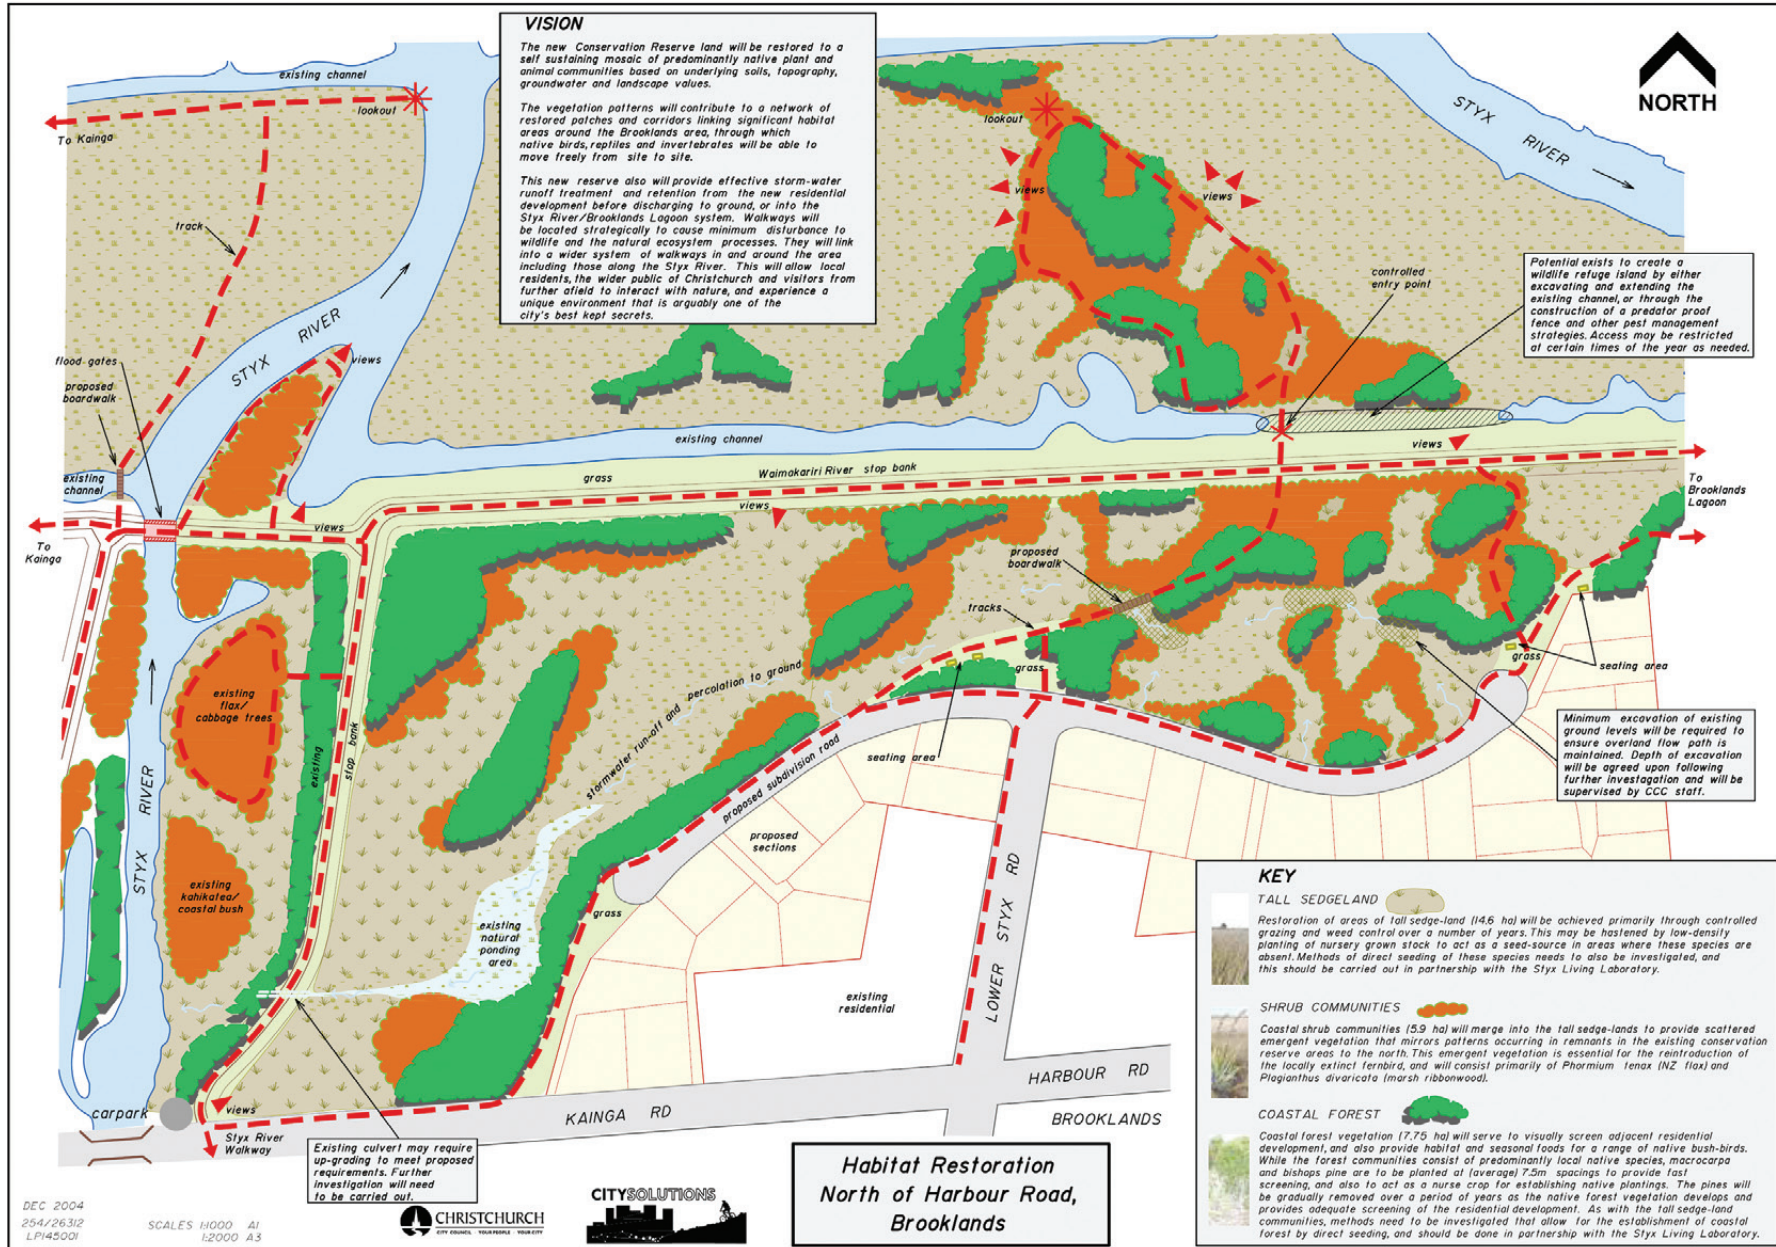 VISION
The new Conservation Reserve land will be restored to a
self sustaining mosaic of predominantly native plant and
animal communities based on underlying soils, topography,
groundwater and landscape values.
The vegetation patterns will contribute to a network of
restored patches and corridors linking significant habitat
areas around the Brooklands area, through which
native birds, reptiles and invertebrates will be able to
move freely from site to site.
This new reserve also will provide effective storm-water
runoff treatment and retention from the new residential
development before discharging to ground, or into the
Styx River/Brooklands Lagoon system. Walkways will
be located strategically to cause minimum disturbance to
wildlife and the natural ecosystem processes. They will link
into a wider system of walkways in and around the area
including those along the Styx River. This will allow local
residents, the wider public of Christchurch and visitors from
further afield to interact with nature, and experience a
unique environment that is arguably one of the
city's best kept secrets.
NORTH
existing channel
lookout
To Kainga
track
STYX RIVER
lookout
views
views
STYX RIVER
controlled
entry point
Potential exists to create a
wildlife refuge island by either
excavating and extending the
existing channel, or through the
construction of a predator proof
fence and other pest management
strategies. Access may be restricted
at certain times of the year as needed.
flood gates
proposed
boardwalk
views
existing
channel
existing channel
grass
Waimakariri River stop bank
views
To
Brooklands
Lagoon
To
Kainga
views
views
proposed
boardwalk
tracks
existing
flax/
cabbage trees
existing
stop bank
stormwater run-off and percolation to ground
grass
seating area
grass
seating area
proposed subdivision road
STYX RIVER
existing
kahikatea/
coastal bush
proposed
sections
Minimum excavation of existing
ground levels will be required to
ensure overland flow path is
maintained. Depth of excavation
will be agreed upon following
further investagation and will be
supervised by CCC staff.
grass
existing
natural
ponding
area
existing
residential
LOWER STYX RD
HARBOUR RD
KAINGA RD
BROOKLANDS
carpark
views
Styx River
Walkway
Existing culvert may require
up-grading to meet proposed
requirements. Further
investigation will need
to be carried out.
KEY
TALL SEDGELAND
Restoration of areas of tall sedge-land (14.6 ha) will be achieved primarily through controlled
grazing and weed control over a number of years. This may be hastened by low-density
planting of nursery grown stock to act as a seed-source in areas where these species are
absent. Methods of direct seeding of these species needs to also be investigated, and
this should be carried out in partnership with the Styx Living Laboratory.
SHRUB COMMUNITIES
Coastal shrub communities (5.9 ha) will merge into the tall sedge-lands to provide scattered
emergent vegetation that mirrors patterns occurring in remnants in the existing conservation
reserve areas to the north. This emergent vegetation is essential for the reintroduction of
the locally extinct fernbird, and will consist primarily of Phormium tenax (NZ flax) and
Plagianthus divaricata (marsh ribbonwood).
COASTAL FOREST
Coastal forest vegetation (7.75 ha) will serve to visually screen adjacent residential
development, and also provide habitat and seasonal foods for a range of native bush-birds.
While the forest communities consist of predominantly local native species, macrocarpa
and bishops pine are to be planted at (average) 7.5m spacings to provide fast
screening, and also to act as a nurse crop for establishing native plantings. The pines will
be gradually removed over a period of years as the native forest vegetation develops and
provides adequate screening of the residential development. As with the tall sedge-land
communities, methods need to be investigated that allow for the establishment of coastal
forest by direct seeding, and should be done in partnership with the Styx Living Laboratory.
Habitat Restoration
North of Harbour Road,
Brooklands
DEC 2004
254/26312
LP145001
SCALES 1:1000 A1
1:2000 A3
CHRISTCHURCH
CITY COUNCIL · YOUR PEOPLE · YOUR CITY
CITYSOLUTIONS